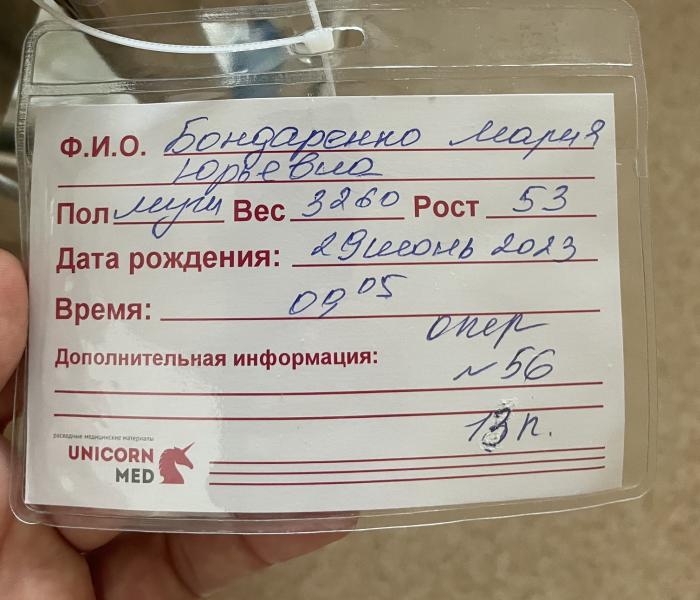 Ф.И.О. Бондаренко Мария
Юрьевна
Пол муж Вес 3260 Рост 53
Дата рождения: 29 июнь 2023
Время: 09 05
опер
Дополнительная информация:
№56
13 п.
расходные медицинские материалы
UNICORN
MED